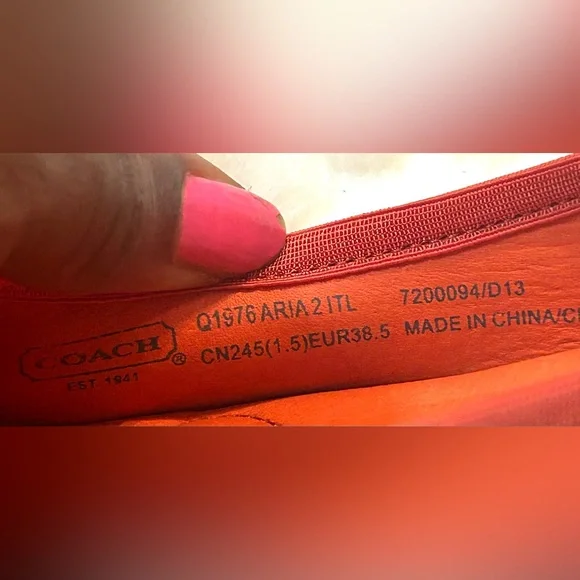 COACH®
EST. 1941
Q1976 ARIA 2 ITL 7200094/D13
CN245(1.5)EUR38.5 MADE IN CHINA/